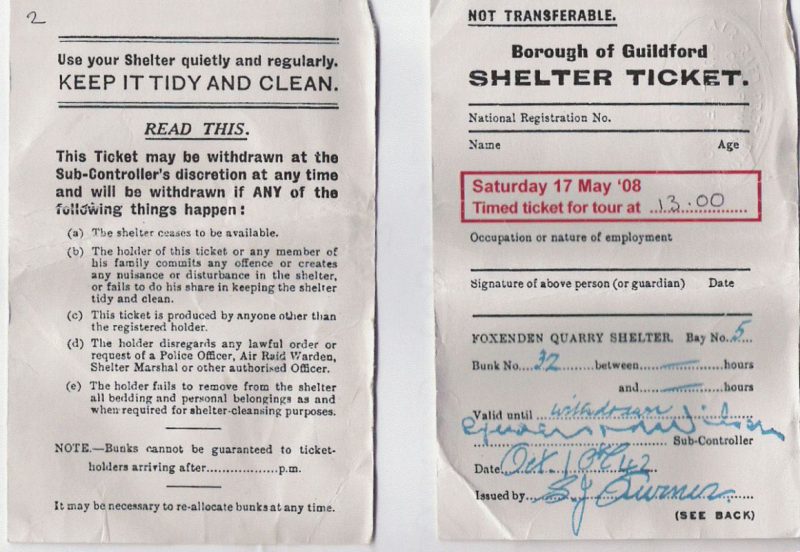 2
Use your Shelter quietly and regularly.
KEEP IT TIDY AND CLEAN.
READ THIS.
This Ticket may be withdrawn at the
Sub-Controller's discretion at any time
and will be withdrawn if ANY of the
following things happen:
(a) The shelter ceases to be available.
(b) The holder of this ticket or any member of
his family commits any offence or creates
any nuisance or disturbance in the shelter,
or fails to do his share in keeping the shelter
tidy and clean.
(c) This ticket is produced by anyone other than
the registered holder.
(d) The holder disregards any lawful order or
request of a Police Officer, Air Raid Warden,
Shelter Marshal or other authorised Officer.
(e) The holder fails to remove from the shelter
all bedding and personal belongings as and
when required for shelter-cleansing purposes.
NOTE.—Bunks cannot be guaranteed to ticket-
holders arriving after..................p.m.
It may be necessary to re-allocate bunks at any time.
NOT TRANSFERABLE.
Borough of Guildford
SHELTER TICKET.
National Registration No.
Name Age
Saturday 17 May '08
Timed ticket for tour at 13.00
Occupation or nature of employment
Signature of above person (or guardian) Date
FOXENDEN QUARRY SHELTER. Bay No. 5
Bunk No. 32 between hours
and hours
Valid until withdrawn
Sub-Controller
Date Oct. 42
Issued by S J Turner
(SEE BACK)